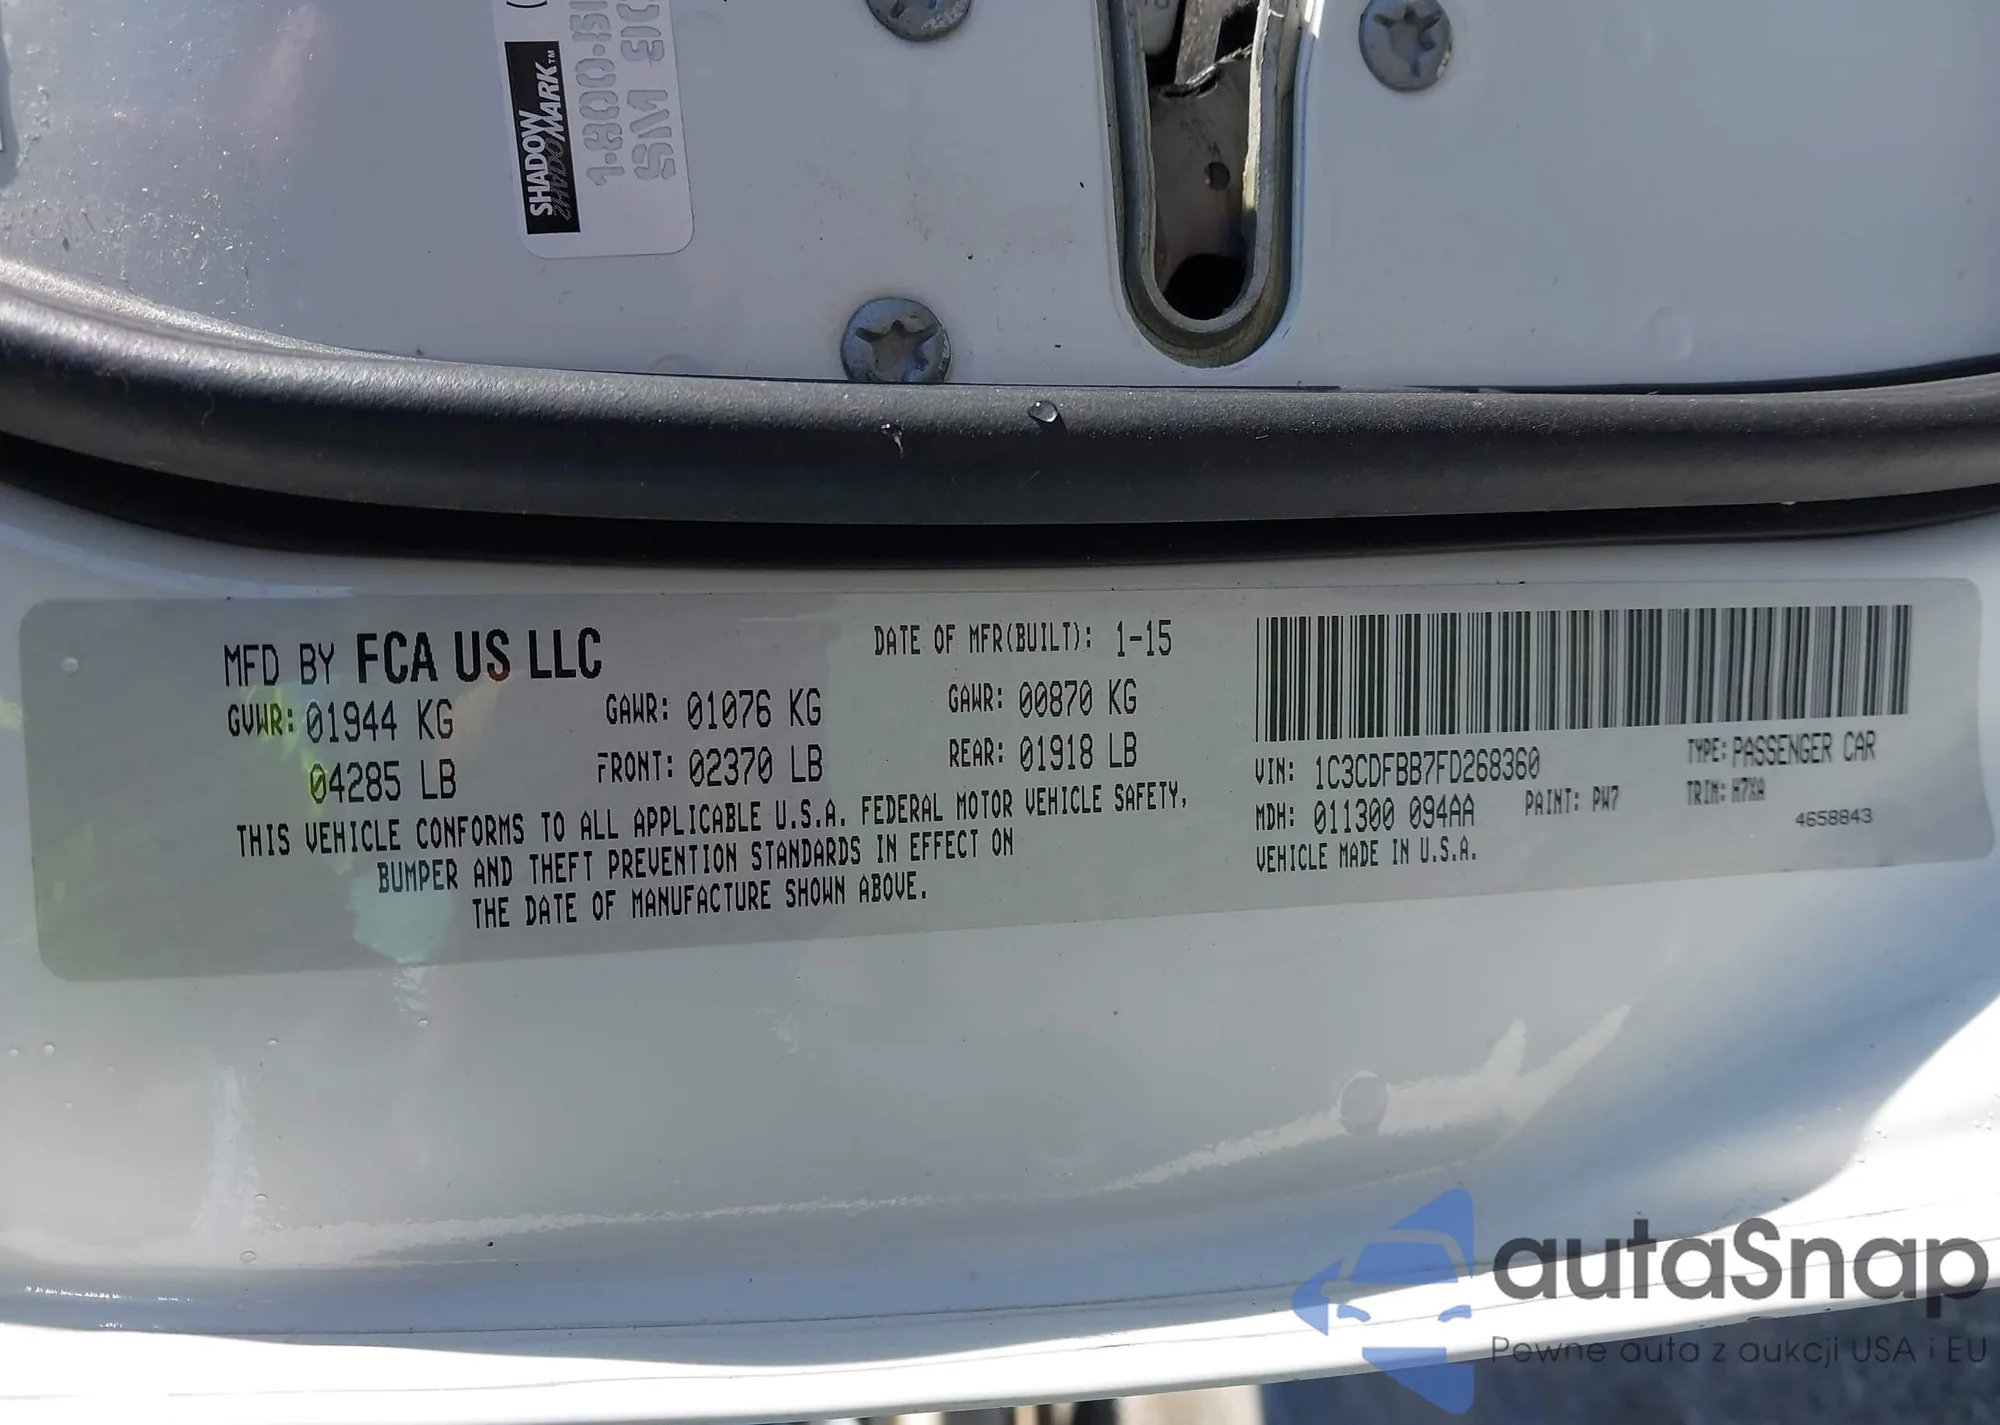 SHADOW
MARK™
MFD BY FCA US LLC
DATE OF MFR(BUILT): 1-15
GVWR: 01944 KG
GAWR: 01076 KG
GAWR: 00870 KG
04285 LB
FRONT: 02370 LB
REAR: 01918 LB
THIS VEHICLE CONFORMS TO ALL APPLICABLE U.S.A. FEDERAL MOTOR VEHICLE SAFETY,
BUMPER AND THEFT PREVENTION STANDARDS IN EFFECT ON
THE DATE OF MANUFACTURE SHOWN ABOVE.
VIN: 1C3CDFBB7FD268360
TYPE: PASSENGER CAR
MDH: 011300 094AA
PAINT: PW7
TRIM: H7XA
VEHICLE MADE IN U.S.A.
4658843
autaSnap
Pewne auta z aukcji USA i EU